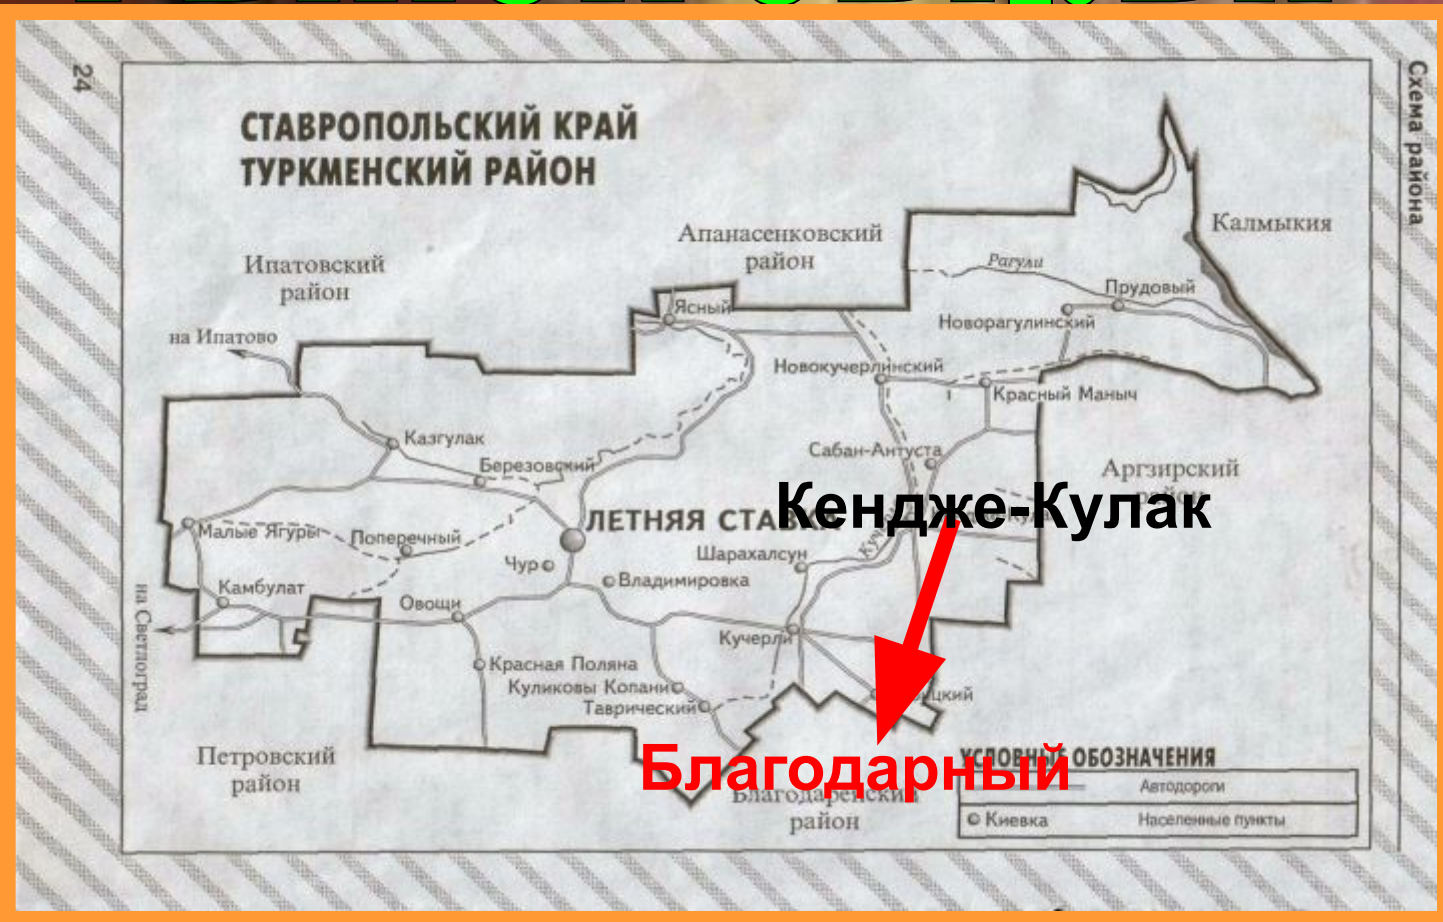 24
Схема района
СТАВРОПОЛЬСКИЙ КРАЙ
ТУРКМЕНСКИЙ РАЙОН
Калмыкия
Апанасенковский
район
Ипатовский
район
Рагули
Прудовый
Ясный
Новорагулинский
на Ипатово
Новокучерлинский
Красный Маныч
Казгулак
Сабан-Антуста
Березовский
Аргзирский
район
Кендже-Кулак
ЛЕТНЯЯ СТАВКА
Малые Ягуры
Поперечный
Шарахалсун
Чур
Владимировка
Камбулат
Овощи
на Светлоград
Кучерли
Красная Поляна
Куликовы Копани
Таврический
Петровский
район
Благодарный
УСЛОВНЫЕ ОБОЗНАЧЕНИЯ
Автодороги
Благодаренский
район
Киевка
Населенные пункты